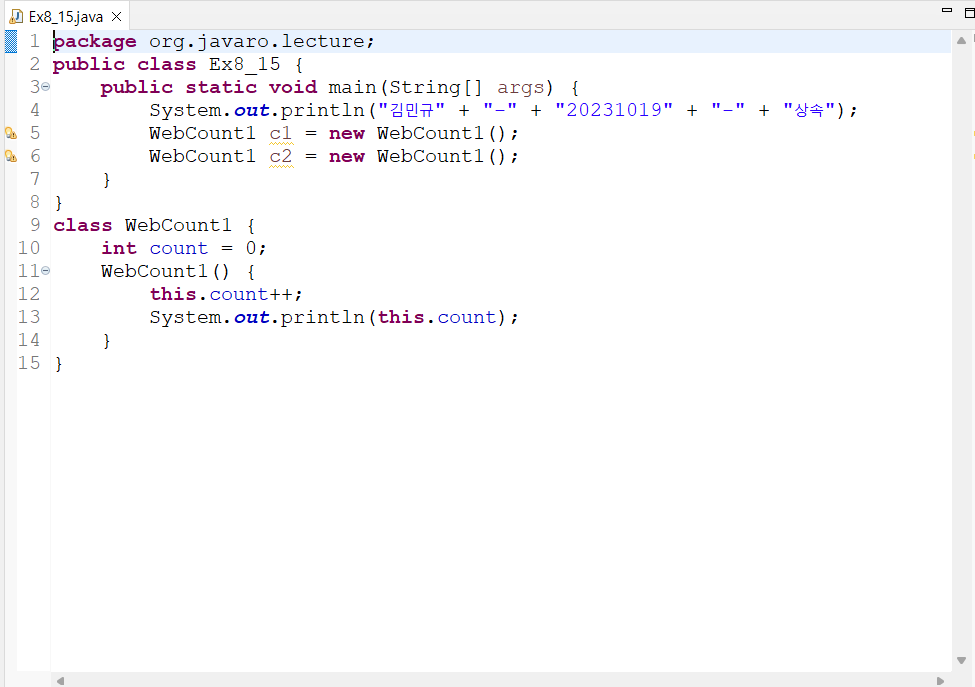 Ex8_15.java
1 package org.javaro.lecture;
2 public class Ex8_15 {
3 public static void main(String[] args) {
4 System.out.println("김민규" + "-" + "20231019" + "-" + "상속");
5 WebCount1 c1 = new WebCount1();
6 WebCount1 c2 = new WebCount1();
7 }
8 }
9 class WebCount1 {
10 int count = 0;
11 WebCount1() {
12 this.count++;
13 System.out.println(this.count);
14 }
15 }